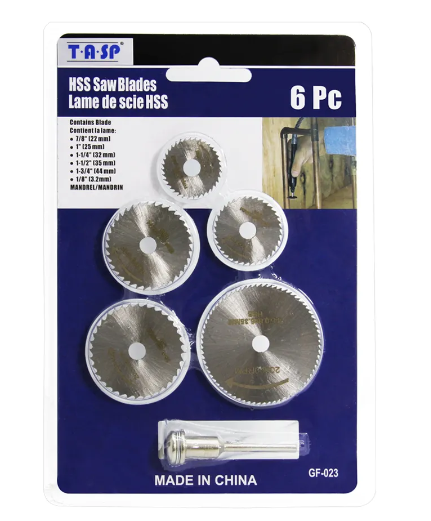 T·A·SP®
HSS Saw Blades
Lame de scie HSS
6 Pc
Contains Blade
Contient la lame:
• 7/8" (22 mm)
• 1" (25 mm)
• 1-1/4" (32 mm)
• 1-1/2" (35 mm)
• 1-3/4" (44 mm)
• 1/8" (3.2mm)
MANDREL/MANDRIN
MADE IN CHINA
GF-023